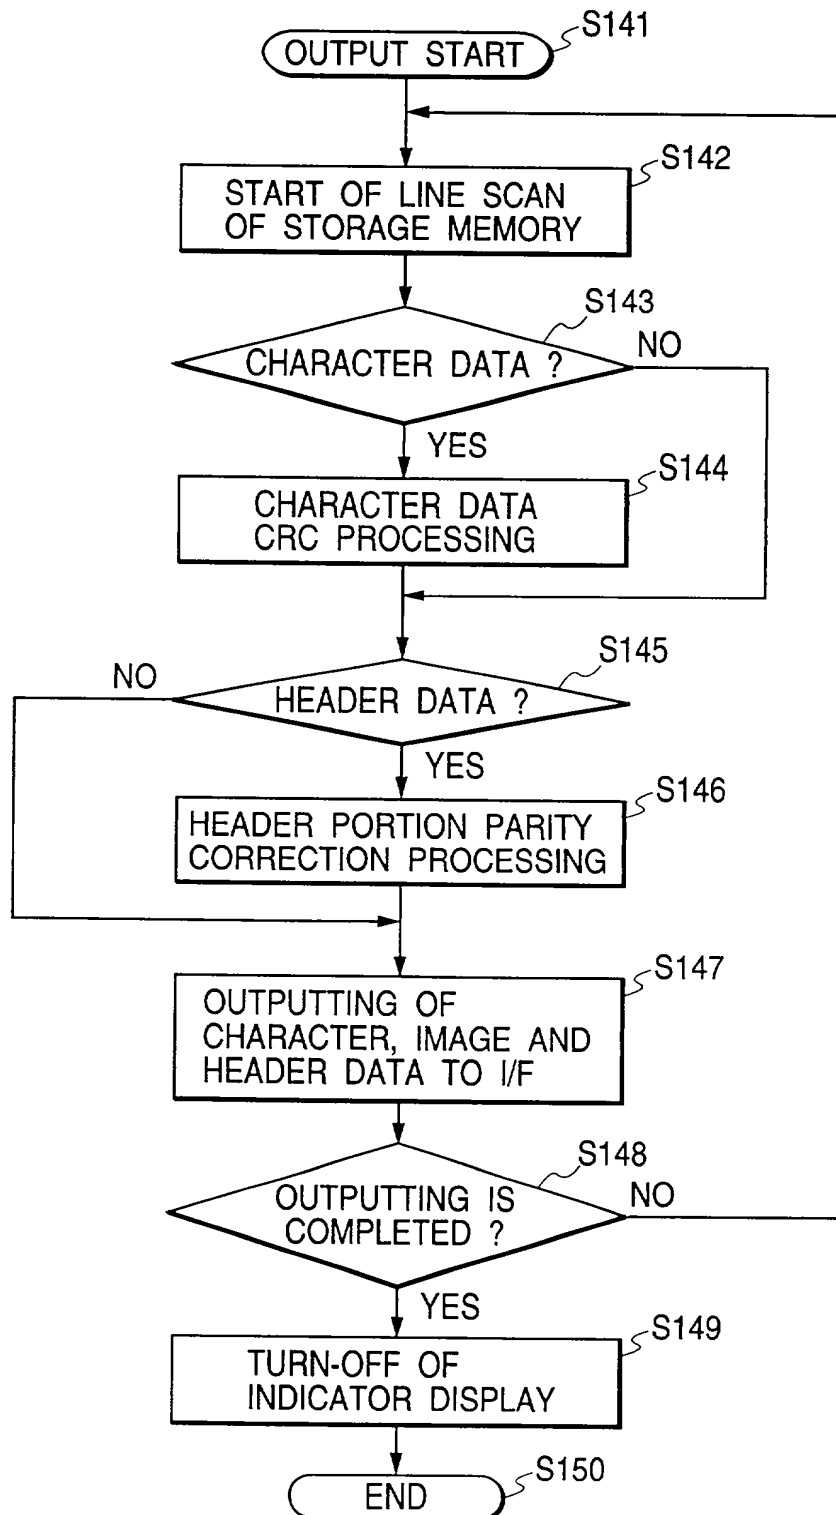 OUTPUT START
S141
S142
START OF LINE SCAN
OF STORAGE MEMORY
S143
CHARACTER DATA ?
NO
YES
S144
CHARACTER DATA
CRC PROCESSING
S145
NO
HEADER DATA ?
YES
S146
HEADER PORTION PARITY
CORRECTION PROCESSING
S147
OUTPUTTING OF
CHARACTER, IMAGE AND
HEADER DATA TO I/F
S148
OUTPUTTING IS
COMPLETED ?
NO
YES
S149
TURN-OFF OF
INDICATOR DISPLAY
S150
END